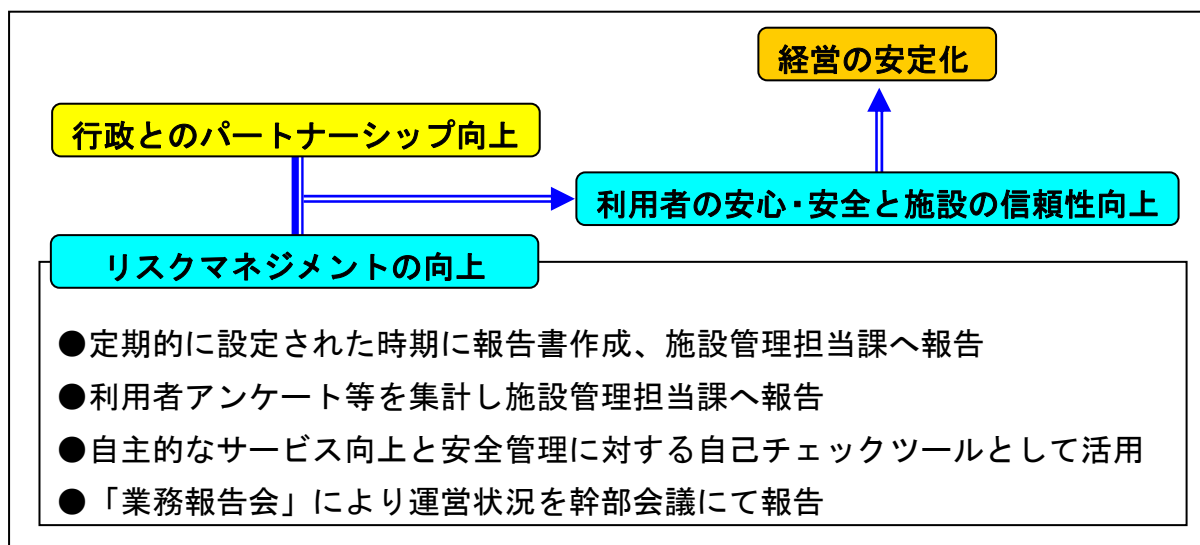 経営の安定化
行政とのパートナーシップ向上
利用者の安心・安全と施設の信頼性向上
リスクマネジメントの向上
●定期的に設定された時期に報告書作成、施設管理担当課へ報告
●利用者アンケート等を集計し施設管理担当課へ報告
●自主的なサービス向上と安全管理に対する自己チェックツールとして活用
●「業務報告会」により運営状況を幹部会議にて報告